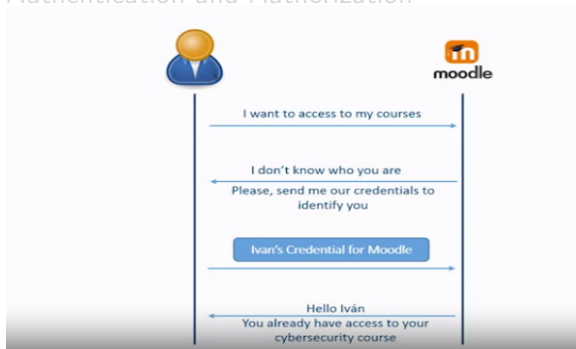 Authentication and Authorization
moodle
I want to access to my courses
I don't know who you are
Please, send me our credentials to
identify you
Ivan's Credential for Moodle
Hello Iván
You already have access to your
cybersecurity course